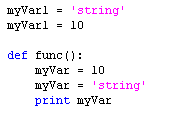 myVar1 = 'string'
myVar1 = 10
def func():
    myVar = 10
    myVar = 'string'
    print myVar